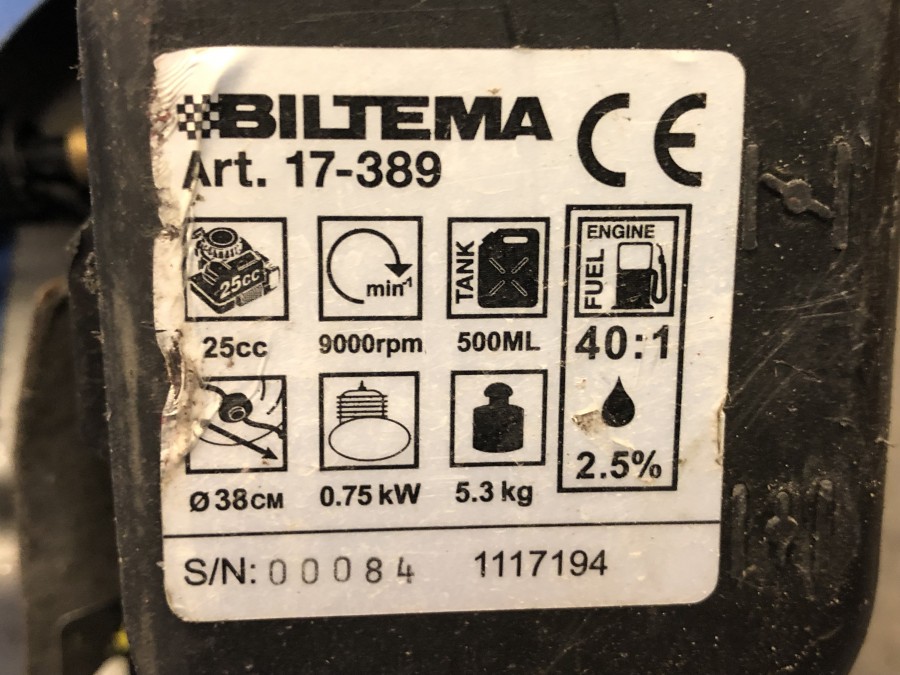 BILTEMA CE
Art. 17-389
25cc
min-1
TANK
ENGINE
FUEL
25cc 9000rpm 500ML 40:1
2.5%
Ø 38CM 0.75 kW 5.3 kg
S/N: 00084 1117194